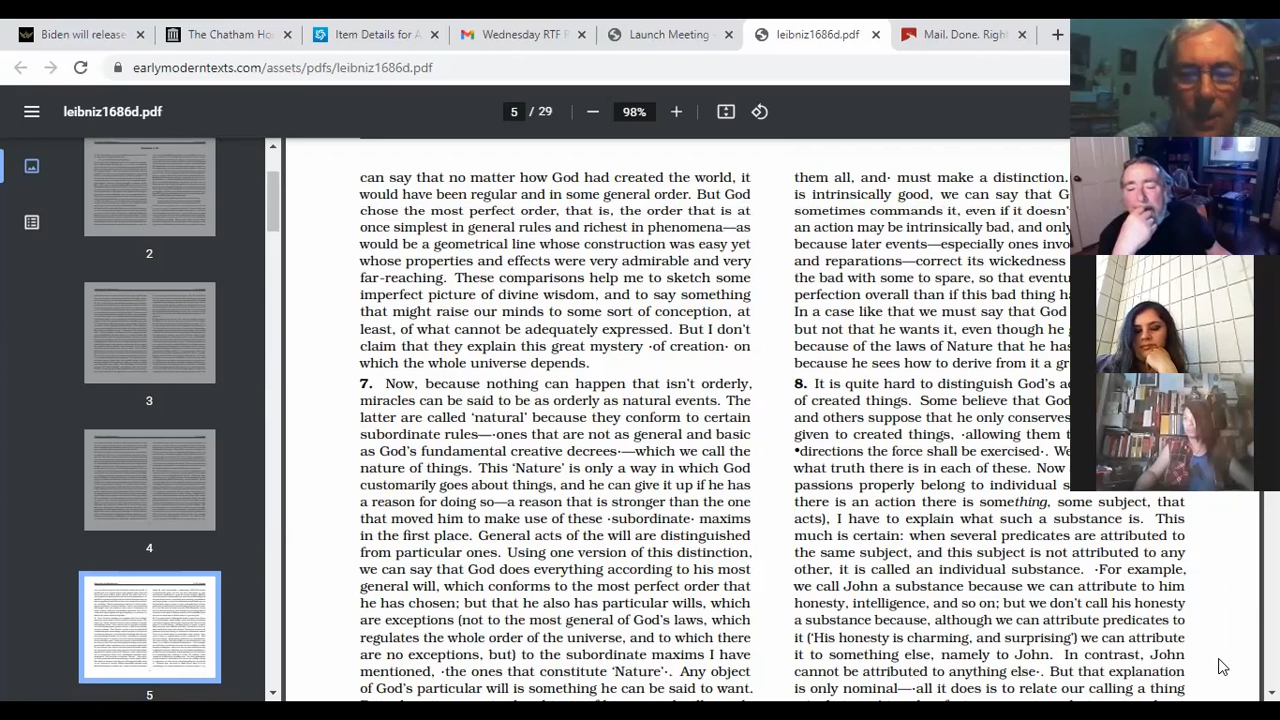 Biden will release
The Chatham Ho
Item Details for A
Wednesday RTF F
Launch Meeting -
leibniz1686d.pdf
Mail. Done. Righ
earlymoderntexts.com/assets/pdfs/leibniz1686d.pdf
leibniz1686d.pdf
5 / 29
98%
2
3
4
5
can say that no matter how God had created the world, it
would have been regular and in some general order. But God
chose the most perfect order, that is, the order that is at
once simplest in general rules and richest in phenomena—as
would be a geometrical line whose construction was easy yet
whose properties and effects were very admirable and very
far-reaching. These comparisons help me to sketch some
imperfect picture of divine wisdom, and to say something
that might raise our minds to some sort of conception, at
least, of what cannot be adequately expressed. But I don't
claim that they explain this great mystery ·of creation· on
which the whole universe depends.
7. Now, because nothing can happen that isn't orderly,
miracles can be said to be as orderly as natural events. The
latter are called 'natural' because they conform to certain
subordinate rules—·ones that are not as general and basic
as God's fundamental creative decrees·—which we call the
nature of things. This 'Nature' is only a way in which God
customarily goes about things, and he can give it up if he has
a reason for doing so—a reason that is stronger than the one
that moved him to make use of these ·subordinate· maxims
in the first place. General acts of the will are distinguished
from particular ones. Using one version of this distinction,
we can say that God does everything according to his most
general will, which conforms to the most perfect order that
he has chosen; but that he also has particular wills, which
are exceptions (not to the most general of God's laws, which
regulates the whole order of the universe, and to which there
are no exceptions, but) to the subordinate maxims I have
mentioned, ·the ones that constitute 'Nature'·. Any object
of God's particular will is something he can be said to want.
them all, and· must make a distinction.
is intrinsically good, we can say that G
sometimes commands it, even if it doesn'
an action may be intrinsically bad, and only
because later events—especially ones invo
and reparations—correct its wickedness
the bad with some to spare, so that eventu
perfection overall than if this bad thing h
In a case like that we must say that God
but not that he wants it, even though he
because of the laws of Nature that he has
because he sees how to derive from it a gr
8. It is quite hard to distinguish God's a
of created things. Some believe that God
and others suppose that he only conserves
given to created things, ·allowing them t
•directions the force shall be exercised·. We
what truth there is in each of these. Now
passions properly belong to individual s
there is an action there is something, some subject, that
acts), I have to explain what such a substance is. This
much is certain: when several predicates are attributed to
the same subject, and this subject is not attributed to any
other, it is called an individual substance. ·For example,
we call John a substance because we can attribute to him
honesty, intelligence, and so on; but we don't call his honesty
a substance because, although we can attribute predicates to
it ('His honesty is charming, and surprising') we can attribute
it to something else, namely to John. In contrast, John
cannot be attributed to anything else·. But that explanation
is only nominal—·all it does is to relate our calling a thing